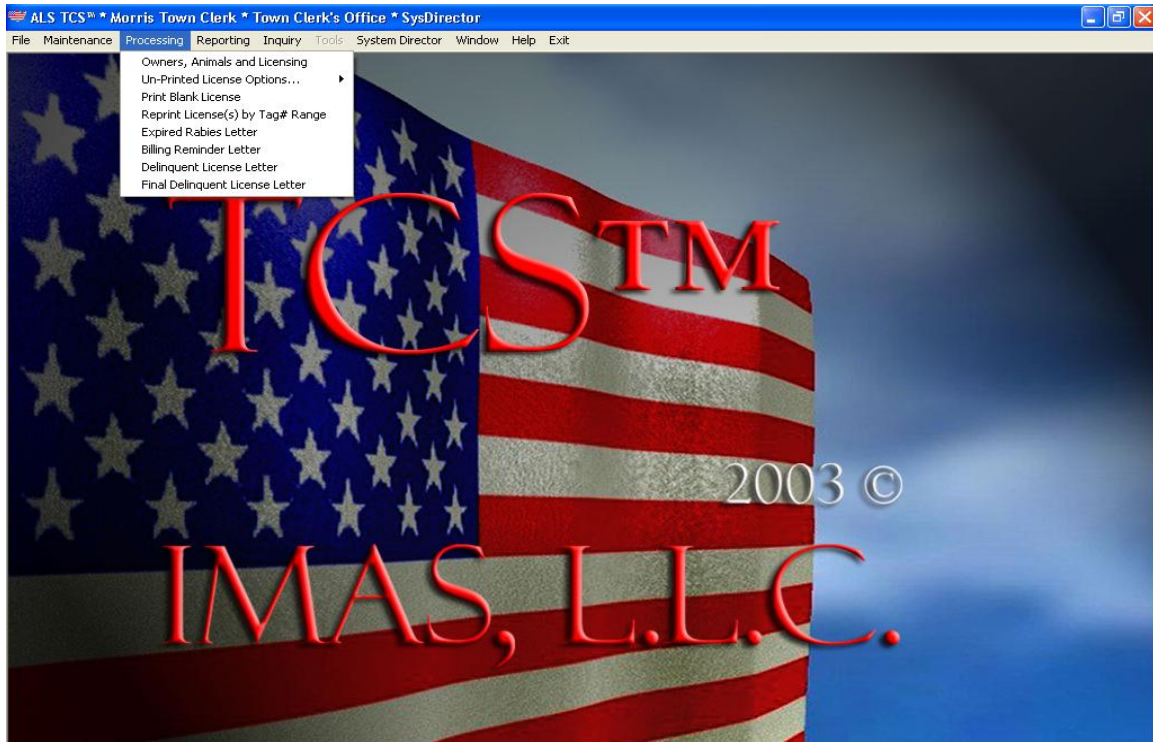 ALS TCS™ * Morris Town Clerk * Town Clerk's Office * SysDirector
File Maintenance Processing Reporting Inquiry Tools System Director Window Help Exit
Owners, Animals and Licensing
Un-Printed License Options...
Print Blank License
Reprint License(s) by Tag# Range
Expired Rabies Letter
Billing Reminder Letter
Delinquent License Letter
Final Delinquent License Letter
TCS™
2003 ©
IMAS, L.L.C.